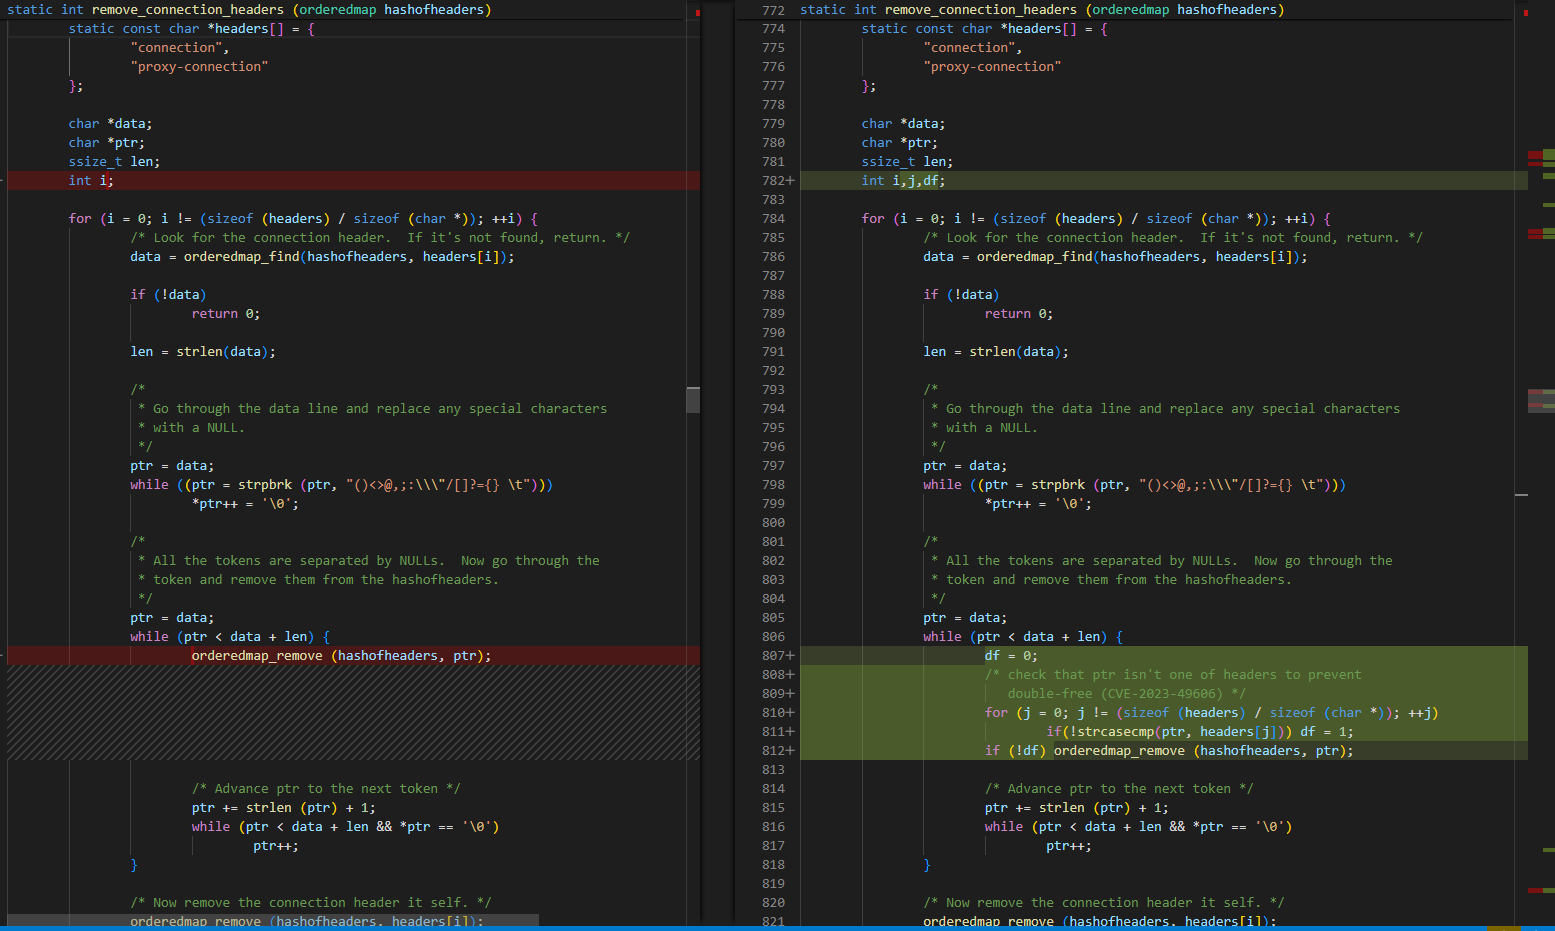 static int remove_connection_headers (orderedmap hashofheaders)
static const char *headers[] = {
"connection",
"proxy-connection"
};
char *data;
char *ptr;
ssize_t len;
int i;
for (i = 0; i != (sizeof (headers) / sizeof (char *)); ++i) {
/* Look for the connection header.  If it's not found, return. */
data = orderedmap_find(hashofheaders, headers[i]);
if (!data)
return 0;
len = strlen(data);
/*
* Go through the data line and replace any special characters
* with a NULL.
*/
ptr = data;
while ((ptr = strpbrk (ptr, "()<>@,;:\\\"/[]?={} \t")))
*ptr++ = '\0';
/*
* All the tokens are separated by NULLs.  Now go through the
* token and remove them from the hashofheaders.
*/
ptr = data;
while (ptr < data + len) {
orderedmap_remove (hashofheaders, ptr);
/* Advance ptr to the next token */
ptr += strlen (ptr) + 1;
while (ptr < data + len && *ptr == '\0')
ptr++;
}
/* Now remove the connection header it self. */
orderedmap_remove (hashofheaders, headers[i]);
772 static int remove_connection_headers (orderedmap hashofheaders)
774 static const char *headers[] = {
775 "connection",
776 "proxy-connection"
777 };
778
779 char *data;
780 char *ptr;
781 ssize_t len;
782+ int i,j,df;
783
784 for (i = 0; i != (sizeof (headers) / sizeof (char *)); ++i) {
785 /* Look for the connection header.  If it's not found, return. */
786 data = orderedmap_find(hashofheaders, headers[i]);
787
788 if (!data)
789 return 0;
790
791 len = strlen(data);
792
793 /*
794 * Go through the data line and replace any special characters
795 * with a NULL.
796 */
797 ptr = data;
798 while ((ptr = strpbrk (ptr, "()<>@,;:\\\"/[]?={} \t")))
799 *ptr++ = '\0';
800
801 /*
802 * All the tokens are separated by NULLs.  Now go through the
803 * token and remove them from the hashofheaders.
804 */
805 ptr = data;
806 while (ptr < data + len) {
807+ df = 0;
808+ /* check that ptr isn't one of headers to prevent
809+ double-free (CVE-2023-49606) */
810+ for (j = 0; j != (sizeof (headers) / sizeof (char *)); ++j)
811+ if(!strcasecmp(ptr, headers[j])) df = 1;
812+ if (!df) orderedmap_remove (hashofheaders, ptr);
813
814 /* Advance ptr to the next token */
815 ptr += strlen (ptr) + 1;
816 while (ptr < data + len && *ptr == '\0')
817 ptr++;
818 }
819
820 /* Now remove the connection header it self. */
821 orderedmap_remove (hashofheaders, headers[i]);